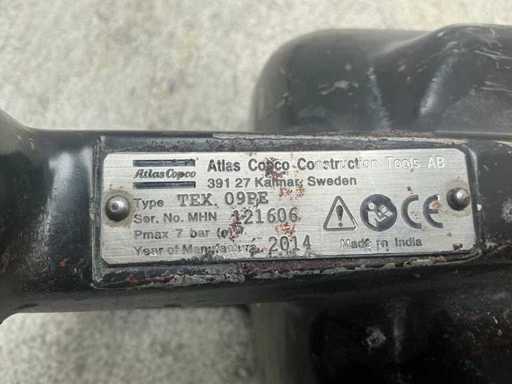 Atlas Copco
Atlas Copco Construction Tools AB
391 27 Kalmar, Sweden
Type TEX 09PE
Ser. No. MHN 121606
Pmax 7 bar
Year of Manufacture 2014
Made in India